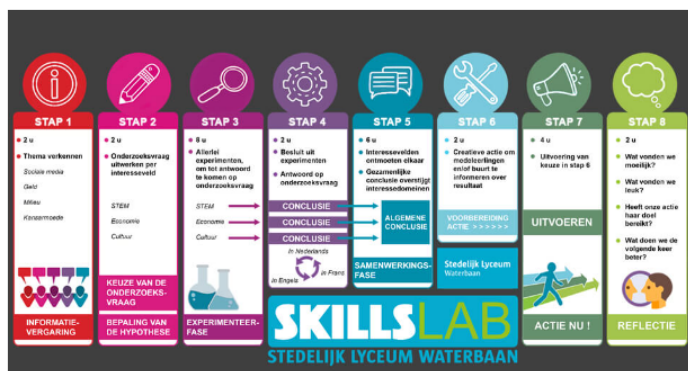 STAP 1
2 u
Thema verkennen
Sociale media
Geld
Milieu
Kansarmoede
INFORMATIE-
VERGARING
STAP 2
2 u
Onderzoeksvraag
uitwerken per
interesseveld
STEM
Economie
Cultuur
KEUZE VAN DE
ONDERZOEKS-
VRAAG
BEPALING VAN
DE HYPOTHESE
STAP 3
6 u
Allerlei
experimenten,
om tot antwoord
te komen op
onderzoeksvraag
STEM
Economie
Cultuur
EXPERIMENTEER-
FASE
STAP 4
2 u
Besluit uit
experimenten
Antwoord op
onderzoeksvraag
CONCLUSIE
CONCLUSIE
CONCLUSIE
in Nederlands
in Engels
in Frans
STAP 5
6 u
Interessevelden
ontmoeten elkaar
Gezamenlijke
conclusie overstijgt
interessedomeinen
ALGEMENE
CONCLUSIE
SAMENWERKINGS-
FASE
STAP 6
2 u
Creatieve actie om
medeleerlingen
en/of buurt te
informeren over
resultaat
VOORBEREIDING
ACTIE >>>>>>
Stedelijk Lyceum
Waterbaan
STAP 7
4 u
Uitvoering van
keuze in stap 6
UITVOEREN
ACTIE NU !
STAP 8
2 u
Wat vonden we
moeilijk?
Wat vonden we
leuk?
Heeft onze actie
haar doel
bereikt?
Wat doen we de
volgende keer
beter?
REFLECTIE
SKILLSLAB
STEDELIJK LYCEUM WATERBAAN